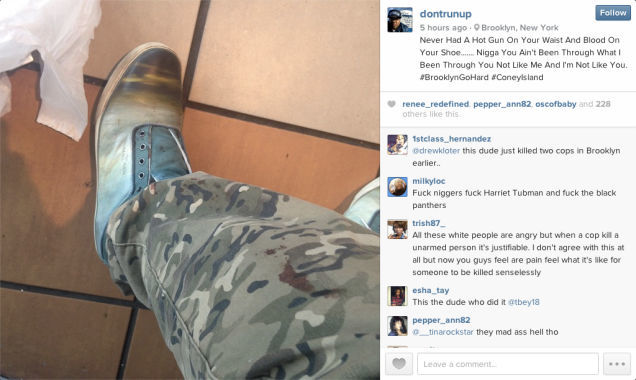 dontrunup
Follow
5 hours ago · Brooklyn, New York
Never Had A Hot Gun On Your Waist And Blood On
Your Shoe....... Nigga You Ain't Been Through What I
Been Through You Not Like Me And I'm Not Like You.
#BrooklynGoHard #ConeyIsland
renee_redefined, pepper_ann82, oscofbaby and 228
others like this.
1stclass_hernandez
@drewkloter this dude just killed two cops in Brooklyn
earlier..
milkyloc
Fuck niggers fuck Harriet Tubman and fuck the black
panthers
trish87_
All these white people are angry but when a cop kill a
unarmed person it's justifiable. I don't agree with this at
all but now you guys feel are pain feel what it's like for
someone to be killed senselessly
esha_tay
This the dude who did it @tbey18
pepper_ann82
@__tinarockstar they mad ass hell tho
Leave a comment...